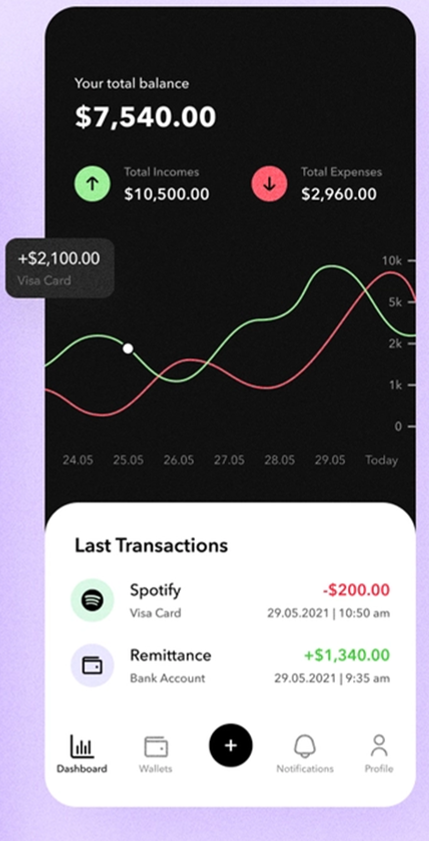 Your total balance
$7,540.00
Total Incomes
$10,500.00
Total Expenses
$2,960.00
+$2,100.00
Visa Card
10k
5k
2k
1k
0
24.05 25.05 26.05 27.05 28.05 29.05 Today
Last Transactions
Spotify -$200.00
Visa Card 29.05.2021 | 10:50 am
Remittance +$1,340.00
Bank Account 29.05.2021 | 9:35 am
Dashboard Wallets + Notifications Profile